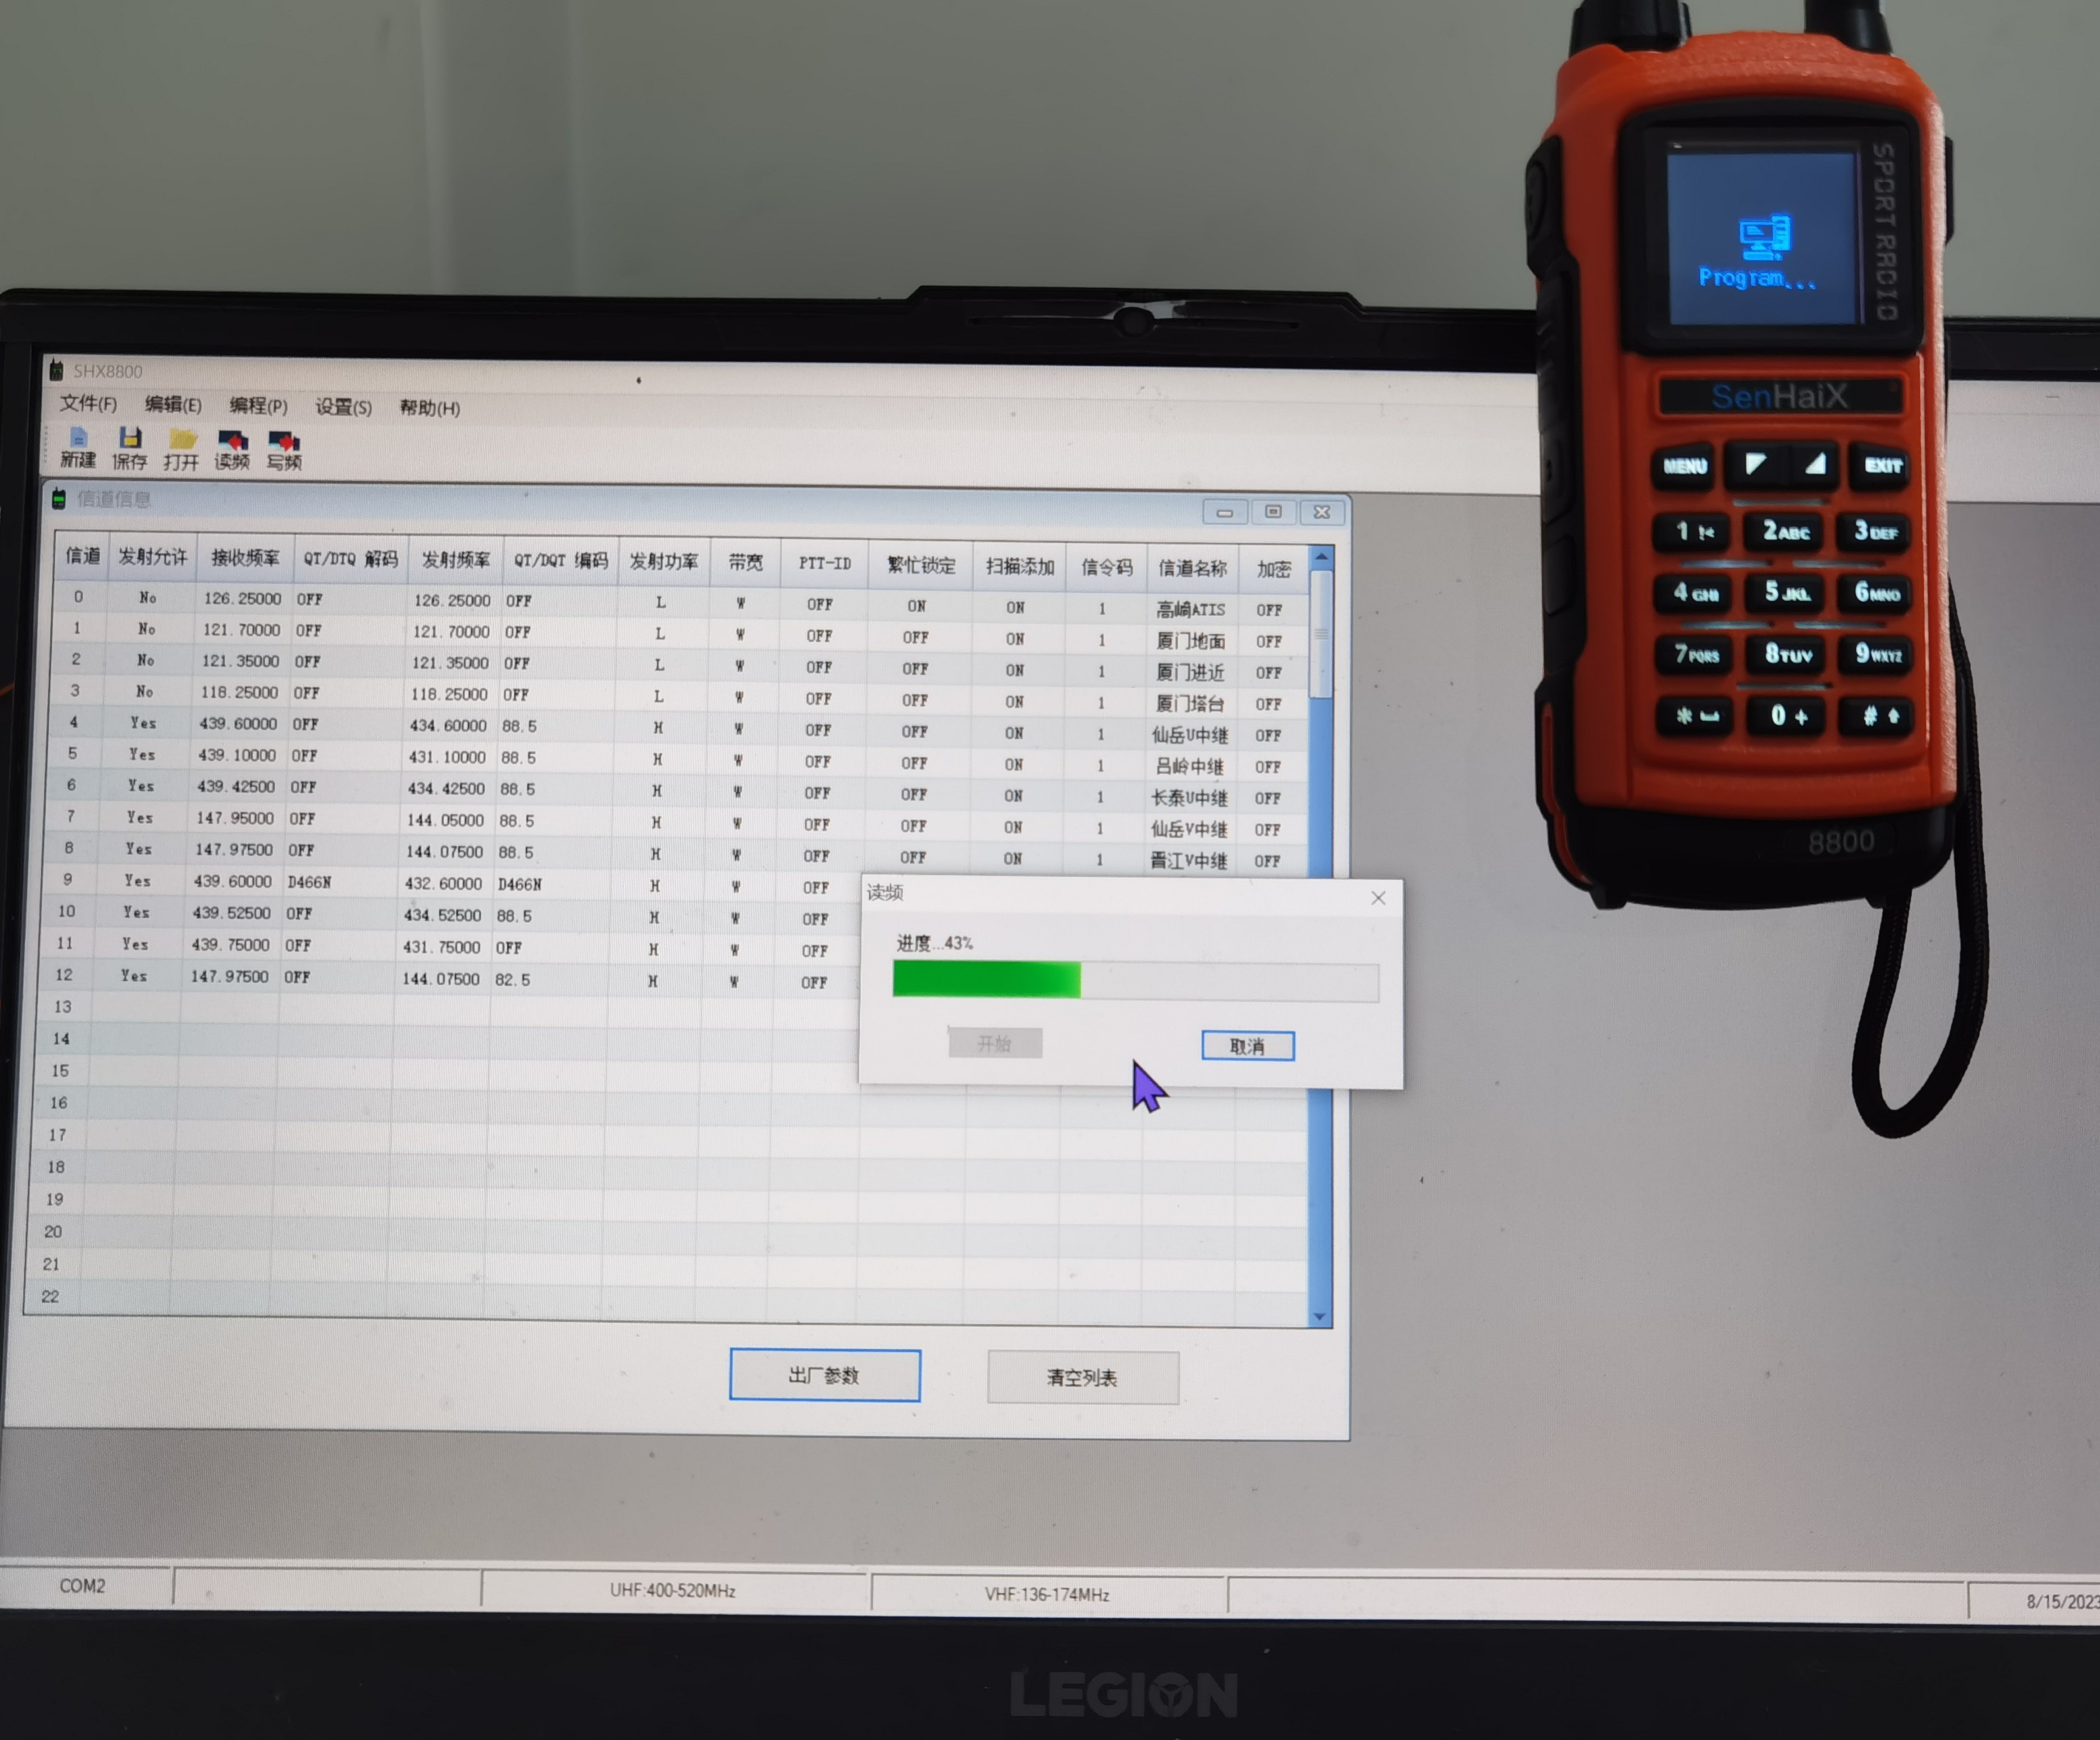 SPORT RADIO
Program...
SenHaiX
MENU
EXIT
1
2ABC
3DEF
4GHI
5JKL
6MNO
7PQRS
8TUV
9WXYZ
*
0 +
#
8800
SHX8800
文件(F) 编辑(E) 编程(P) 设置(S) 帮助(H)
新建 保存 打开 读频 写频
信道信息
信道 发射允许 接收频率 QT/DTQ 解码 发射频率 QT/DQT 编码 发射功率 带宽 PTT-ID 繁忙锁定 扫描添加 信令码 信道名称 加密
0 No 126.25000 OFF 126.25000 OFF L W OFF ON ON 1 高崎ATIS OFF
1 No 121.70000 OFF 121.70000 OFF L W OFF OFF ON 1 厦门地面 OFF
2 No 121.35000 OFF 121.35000 OFF L W OFF OFF ON 1 厦门进近 OFF
3 No 118.25000 OFF 118.25000 OFF L W OFF OFF ON 1 厦门塔台 OFF
4 Yes 439.60000 OFF 434.60000 88.5 H W OFF OFF ON 1 仙岳U中继 OFF
5 Yes 439.10000 OFF 431.10000 88.5 H W OFF OFF ON 1 吕岭中继 OFF
6 Yes 439.42500 OFF 434.42500 88.5 H W OFF OFF ON 1 长泰U中继 OFF
7 Yes 147.95000 OFF 144.05000 88.5 H W OFF OFF ON 1 仙岳V中继 OFF
8 Yes 147.97500 OFF 144.07500 88.5 H W OFF OFF ON 1 晋江V中继 OFF
9 Yes 439.60000 D466N 432.60000 D466N H W OFF
10 Yes 439.52500 OFF 434.52500 88.5 H W OFF
11 Yes 439.75000 OFF 431.75000 OFF H W OFF
12 Yes 147.97500 OFF 144.07500 82.5 H W OFF
13
14
15
16
17
18
19
20
21
22
读频
进度...43%
开始 取消
出厂参数 清空列表
COM2 UHF:400-520MHz VHF:136-174MHz 8/15/2023
LEGION